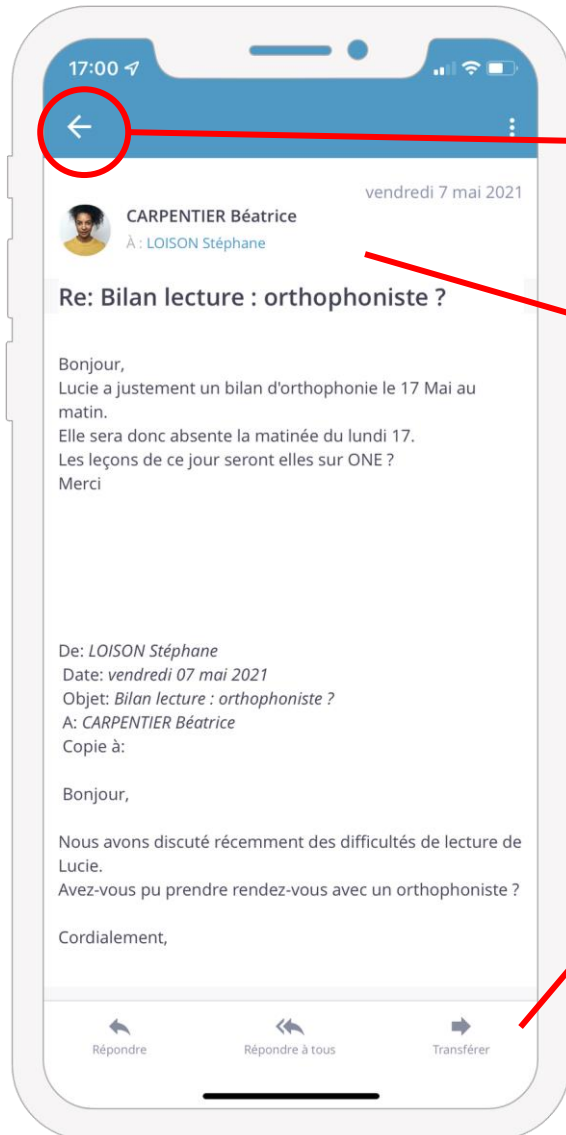 17:00
vendredi 7 mai 2021
CARPENTIER Béatrice
À : LOISON Stéphane
Re: Bilan lecture : orthophoniste ?
Bonjour,
Lucie a justement un bilan d'orthophonie le 17 Mai au
matin.
Elle sera donc absente la matinée du lundi 17.
Les leçons de ce jour seront elles sur ONE ?
Merci
De: LOISON Stéphane
Date: vendredi 07 mai 2021
Objet: Bilan lecture : orthophoniste ?
A: CARPENTIER Béatrice
Copie à:
Bonjour,
Nous avons discuté récemment des difficultés de lecture de
Lucie.
Avez-vous pu prendre rendez-vous avec un orthophoniste ?
Cordialement,
Répondre Répondre à tous Transférer